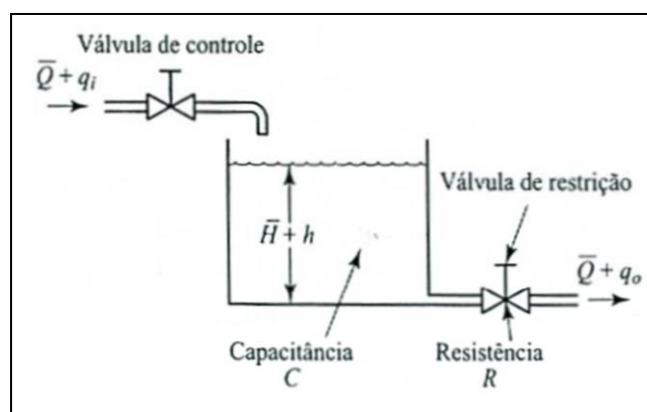 Válvula de controle
Q̅ + qᵢ
Válvula de restrição
H̅ + h
Q̅ + qₒ
Capacitância
C
Resistência
R